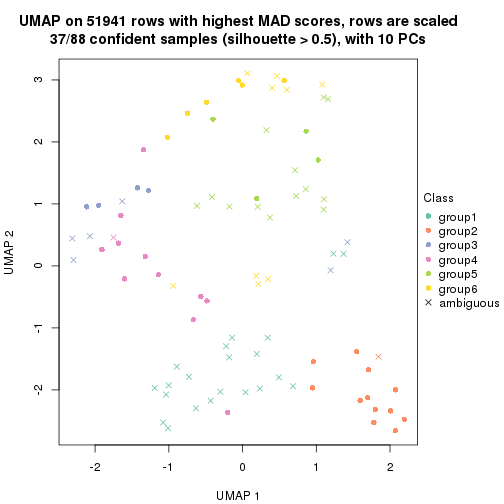 UMAP on 51941 rows with highest MAD scores, rows are scaled
37/88 confident samples (silhouette > 0.5), with 10 PCs
3
2
1
0
-1
-2
UMAP 2
-2
-1
0
1
2
UMAP 1
Class
group1
group2
group3
group4
group5
group6
ambiguous